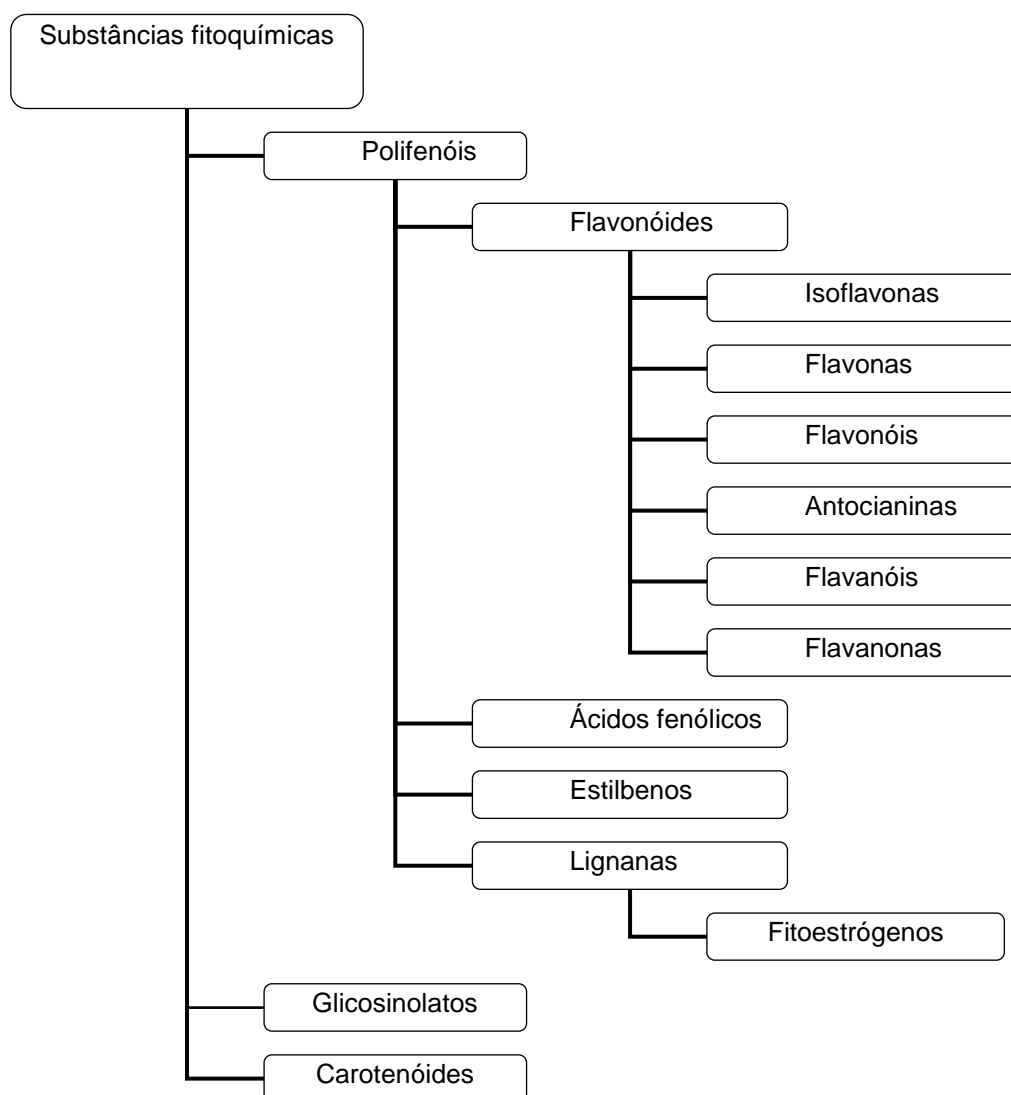 Substâncias fitoquímicas
Polifenóis
Flavonóides
Isoflavonas
Flavonas
Flavonóis
Antocianinas
Flavanóis
Flavanonas
Ácidos fenólicos
Estilbenos
Lignanas
Fitoestrógenos
Glicosinolatos
Carotenóides